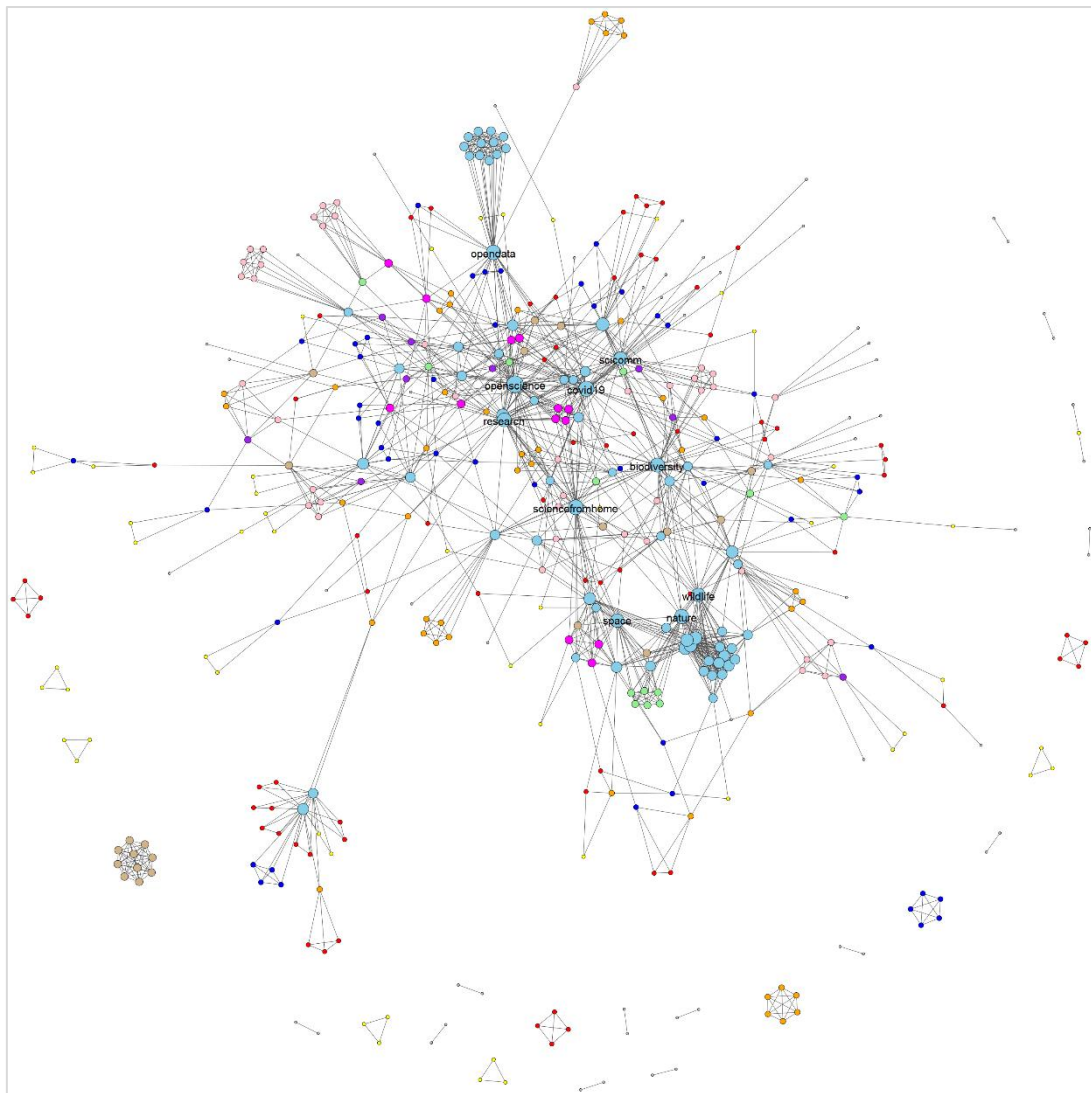 opendata
scicomm
openscience
covid19
research
biodiversity
sciencefromhome
wildlife
nature
space